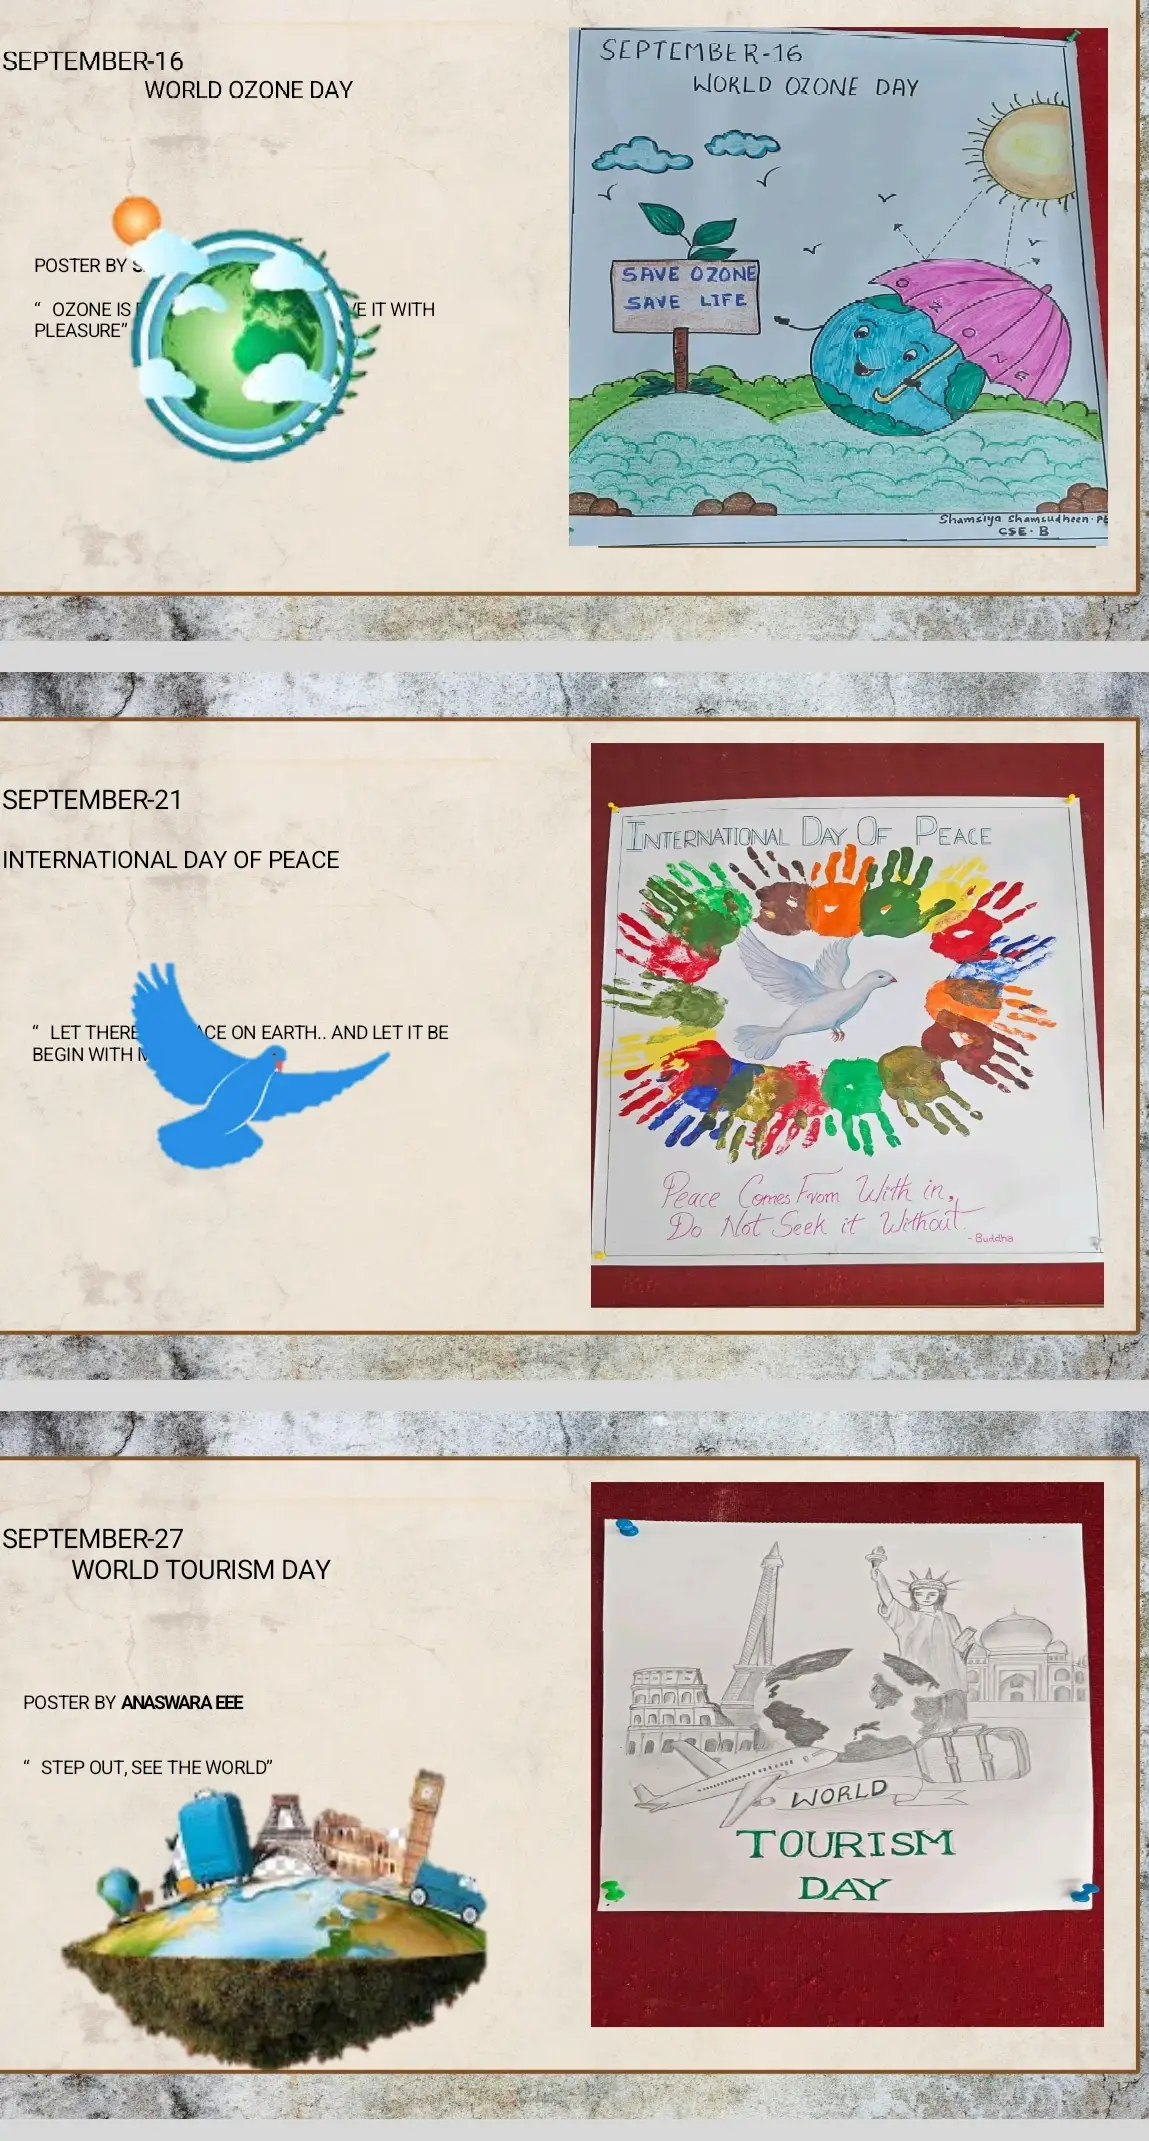 SEPTEMBER-16
WORLD OZONE DAY
POSTER BY
“ OZONE IS IT WITH
PLEASURE”
SEPTEMBER-16
WORLD OZONE DAY
SAVE OZONE
SAVE LIFE
OZONE
Shamsiya Shamsudheen.
CSE-B
15
SEPTEMBER-21
INTERNATIONAL DAY OF PEACE
“ LET THERE ON EARTH.. AND LET IT BE
BEGIN WITH
INTERNATIONAL DAY OF PEACE
Peace Comes From With in,
Do Not Seek it Without
- Buddha
16
SEPTEMBER-27
WORLD TOURISM DAY
POSTER BY ANASWARA EEE
“ STEP OUT, SEE THE WORLD”
WORLD
TOURISM
DAY